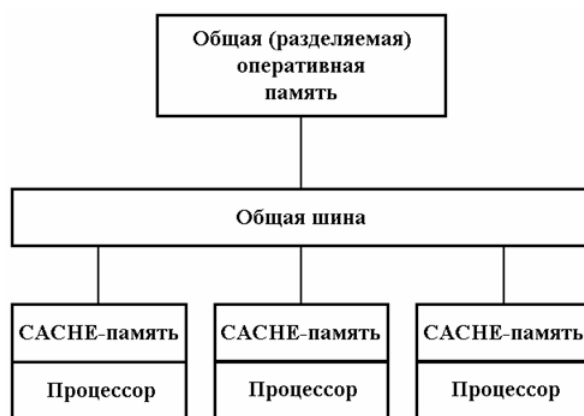 Общая (разделяемая)
оперативная
память
Общая шина
CACHE-память
CACHE-память
CACHE-память
Процессор
Процессор
Процессор